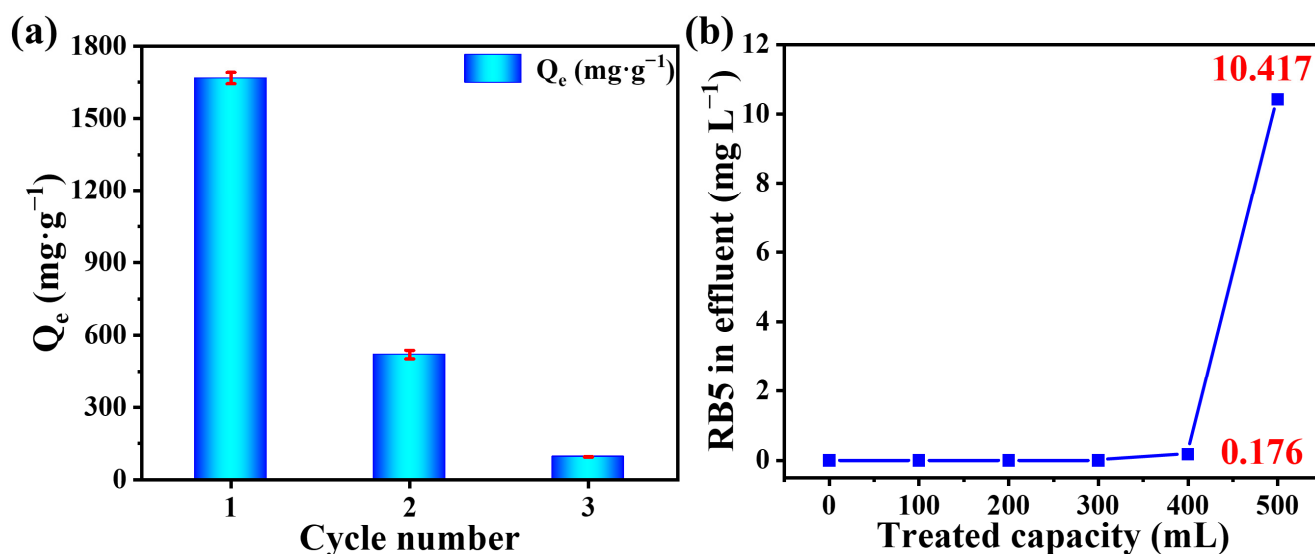 (a)
1800
1500
1200
900
600
300
0
Qe (mg·g⁻¹)
Qe (mg·g⁻¹)
1 2 3
Cycle number
(b)
12
10
8
6
4
2
0
RB5 in effluent (mg L⁻¹)
10.417
0.176
0 100 200 300 400 500
Treated capacity (mL)